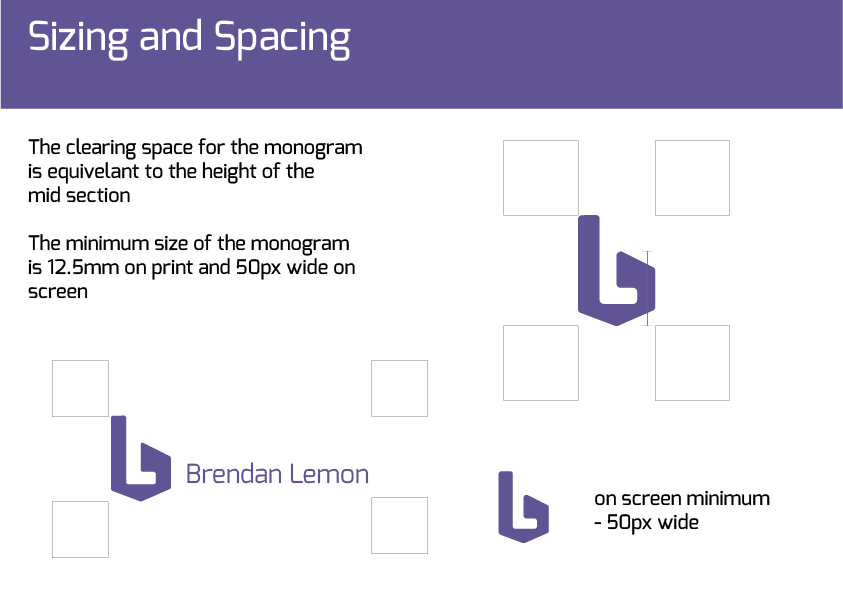 Sizing and Spacing
The clearing space for the monogram
is equivelant to the height of the
mid section
The minimum size of the monogram
is 12.5mm on print and 50px wide on
screen
Brendan Lemon
on screen minimum
- 50px wide